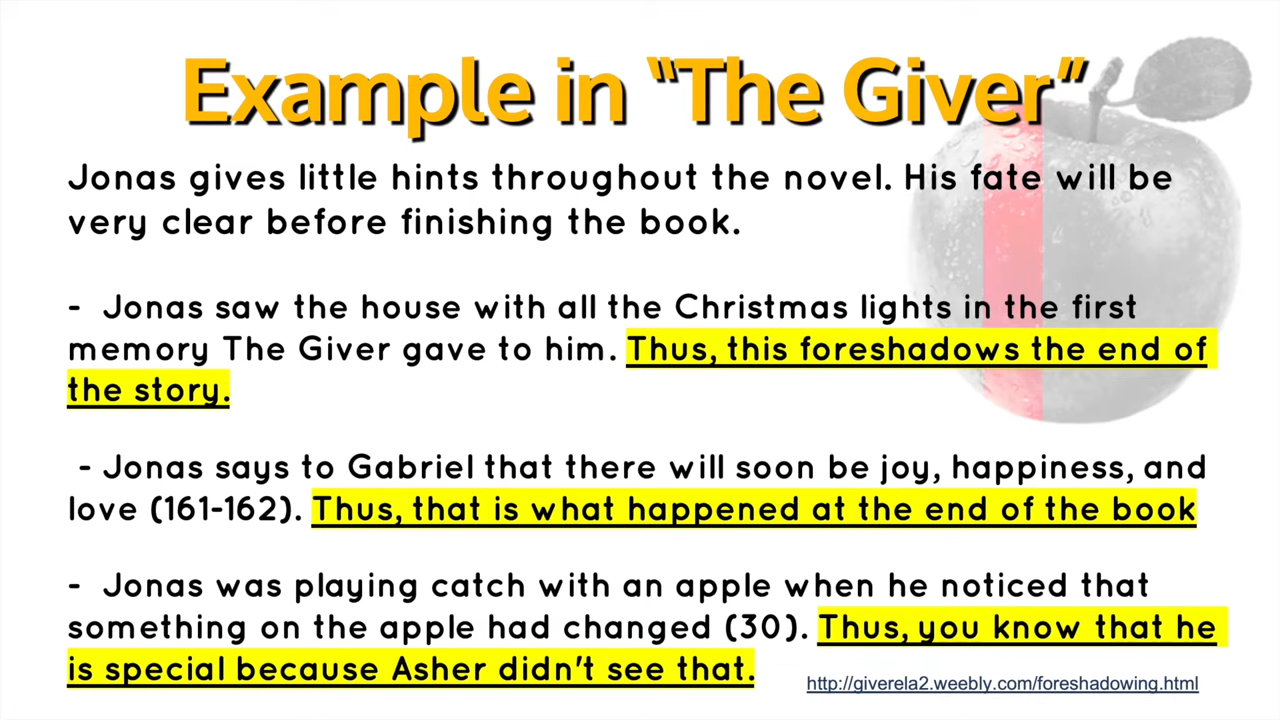 Example in “The Giver”
Jonas gives little hints throughout the novel. His fate will be
very clear before finishing the book.
- Jonas saw the house with all the Christmas lights in the first
memory The Giver gave to him. Thus, this foreshadows the end of
the story.
- Jonas says to Gabriel that there will soon be joy, happiness, and
love (161-162). Thus, that is what happened at the end of the book
- Jonas was playing catch with an apple when he noticed that
something on the apple had changed (30). Thus, you know that he
is special because Asher didn't see that.
http://giverela2.weebly.com/foreshadowing.html